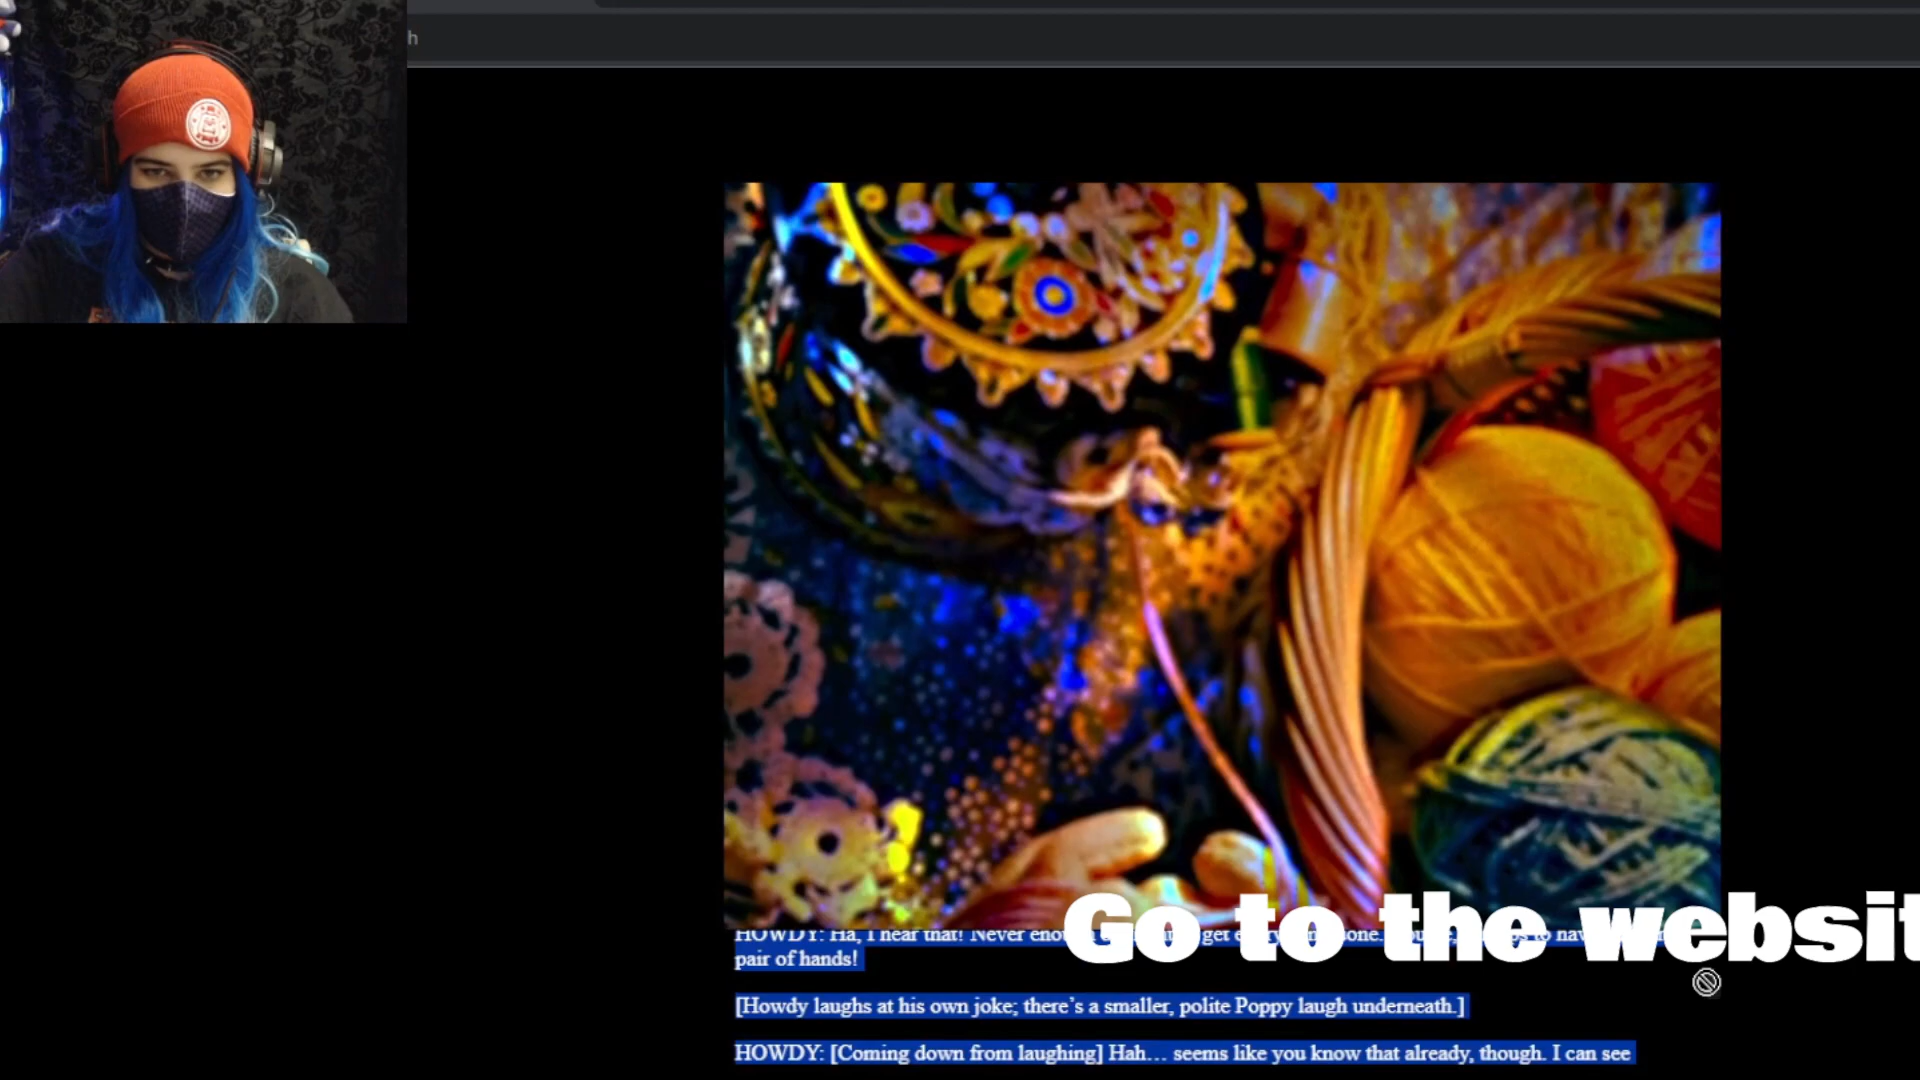 h
Go to the websit
HOWDY: Ha, I hear that! Never get
pair of hands!
[Howdy laughs at his own joke; there’s a smaller, polite Poppy laugh underneath.]
HOWDY: [Coming down from laughing] Hah… seems like you know that already, though. I can see